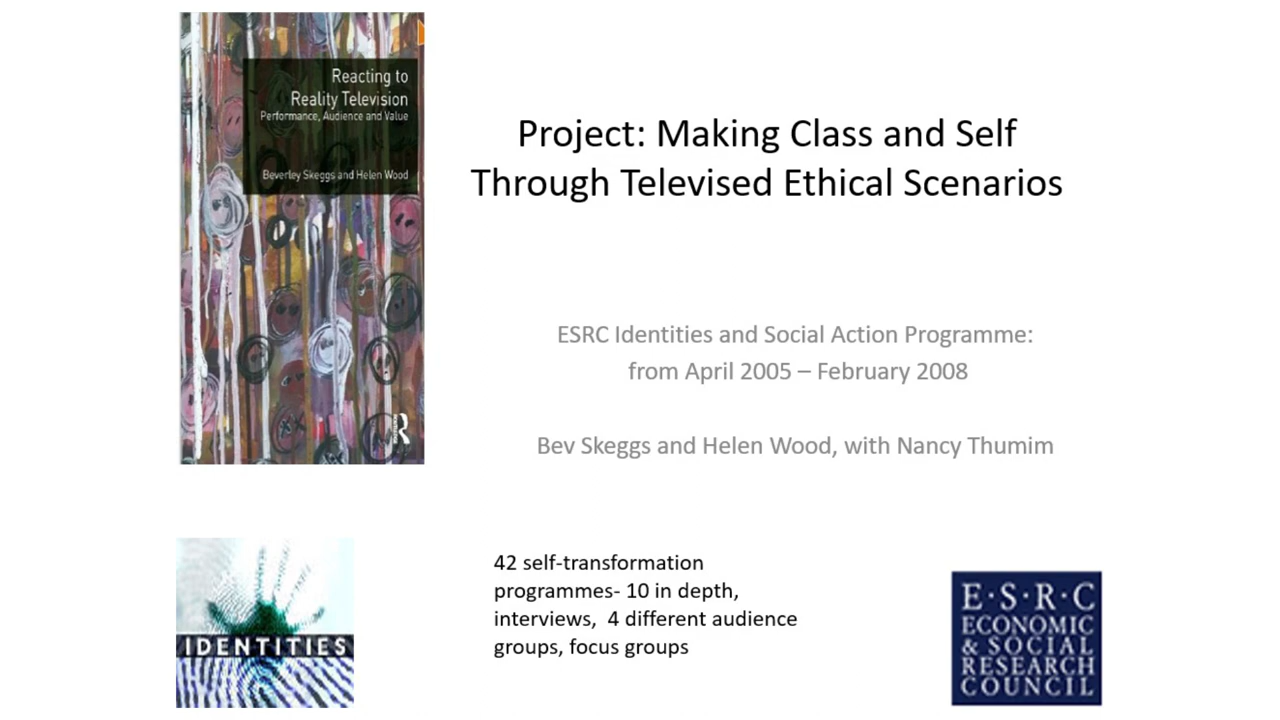 Reacting to
Reality Television
Performance, Audience and Value
Beverley Skeggs and Helen Wood
R
Project: Making Class and Self
Through Televised Ethical Scenarios
ESRC Identities and Social Action Programme:
from April 2005 – February 2008
Bev Skeggs and Helen Wood, with Nancy Thumim
IDENTITIES
42 self-transformation
programmes- 10 in depth,
interviews,  4 different audience
groups, focus groups
E·S·R·C
ECONOMIC
& SOCIAL
RESEARCH
COUNCIL